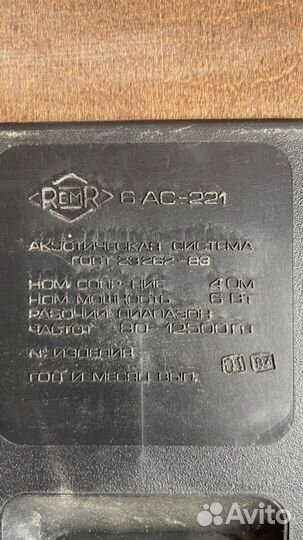 REMR 6 АС-221
АКУСТИЧЕСКАЯ СИСТЕМА
ГОСТ 23262-83
НОМ. СОПР-НИЕ 4 ОМ
НОМ. МОЩНОСТЬ 6 ВТ
РАБОЧИЙ ДИАПАЗОН
ЧАСТОТ 80-12500 ГЦ
№ ИЗДЕЛИЯ
ГОД И МЕСЯЦ ВЫП.
Avito